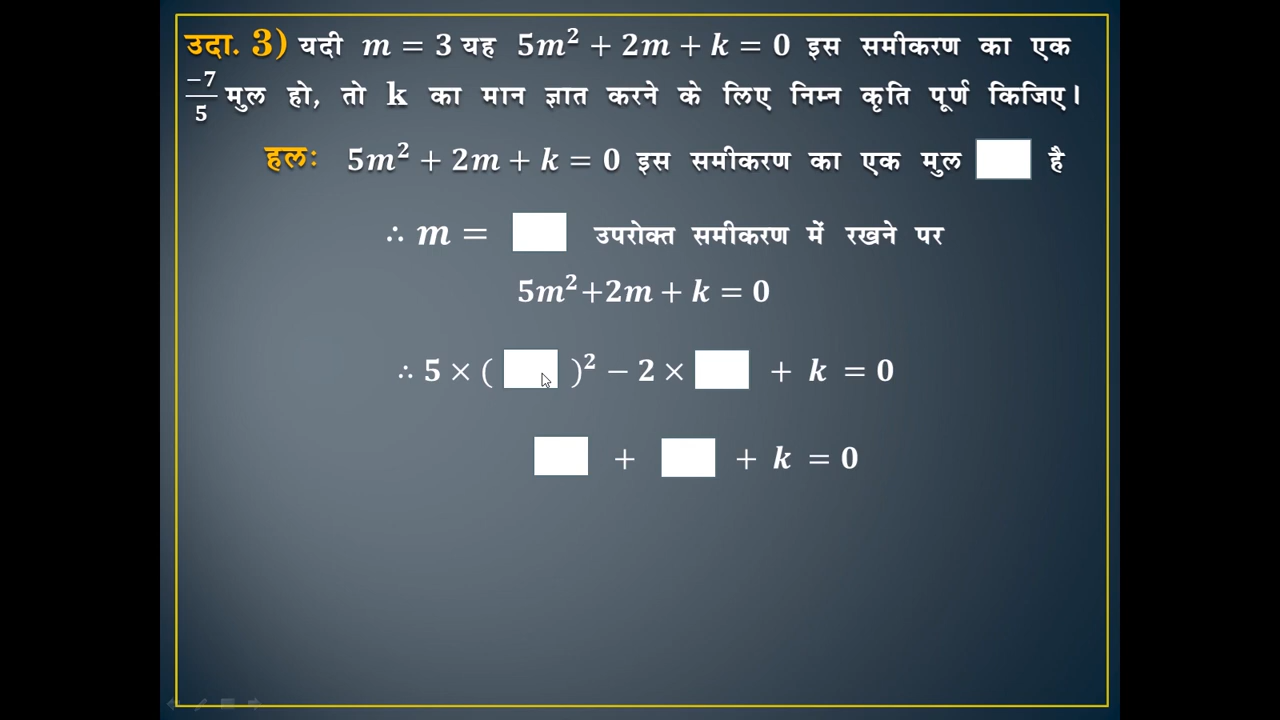 उदा. 3) यदी m = 3 यह 5m² + 2m + k = 0 इस समीकरण का एक
−7/5 मुल हो, तो k का मान ज्ञात करने के लिए निम्न कृति पूर्ण किजिए।
हलः 5m² + 2m + k = 0 इस समीकरण का एक मुल है
∴ m = उपरोक्त समीकरण में रखने पर
5m²+2m + k = 0
∴ 5 × ( )² − 2 × + k = 0
+ + k = 0